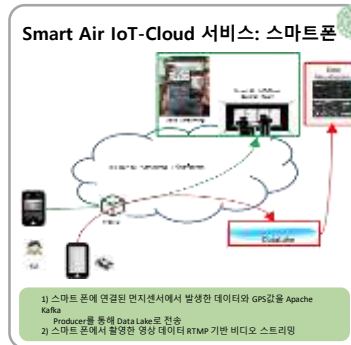 Smart Air IoT-Cloud 서비스: 스마트폰
DataLake
1) 스마트 폰에 연결된 먼지센서에서 발생한 데이터와 GPS값을 Apache
Kafka
Producer를 통해 Data Lake로 전송
2) 스마트 폰에서 촬영한 영상 데이터 RTMP 기반 비디오 스트리밍